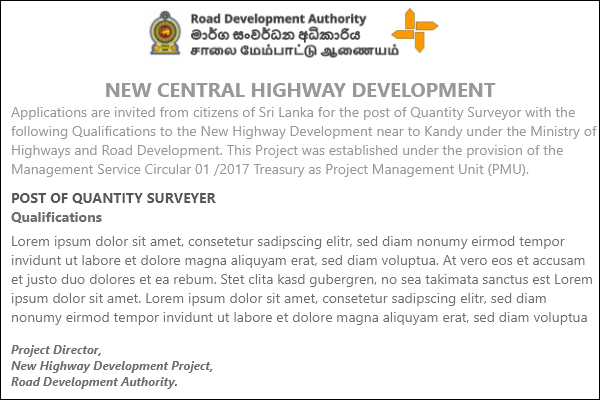 Road Development Authority
මාර්ග සංවර්ධන අධිකාරිය
சாலை மேம்பாட்டு ஆணையம்
NEW CENTRAL HIGHWAY DEVELOPMENT
Applications are invited from citizens of Sri Lanka for the post of Quantity Surveyor with the
following Qualifications to the New Highway Development near to Kandy under the Ministry of
Highways and Road Development. This Project was established under the provision of the
Management Service Circular 01 /2017 Treasury as Project Management Unit (PMU).
POST OF QUANTITY SURVEYER
Qualifications
Lorem ipsum dolor sit amet, consetetur sadipscing elitr, sed diam nonumy eirmod tempor
invidunt ut labore et dolore magna aliquyam erat, sed diam voluptua. At vero eos et accusam
et justo duo dolores et ea rebum. Stet clita kasd gubergren, no sea takimata sanctus est Lorem
ipsum dolor sit amet. Lorem ipsum dolor sit amet, consetetur sadipscing elitr, sed diam
nonumy eirmod tempor invidunt ut labore et dolore magna aliquyam erat, sed diam voluptua
Project Director,
New Highway Development Project,
Road Development Authority.